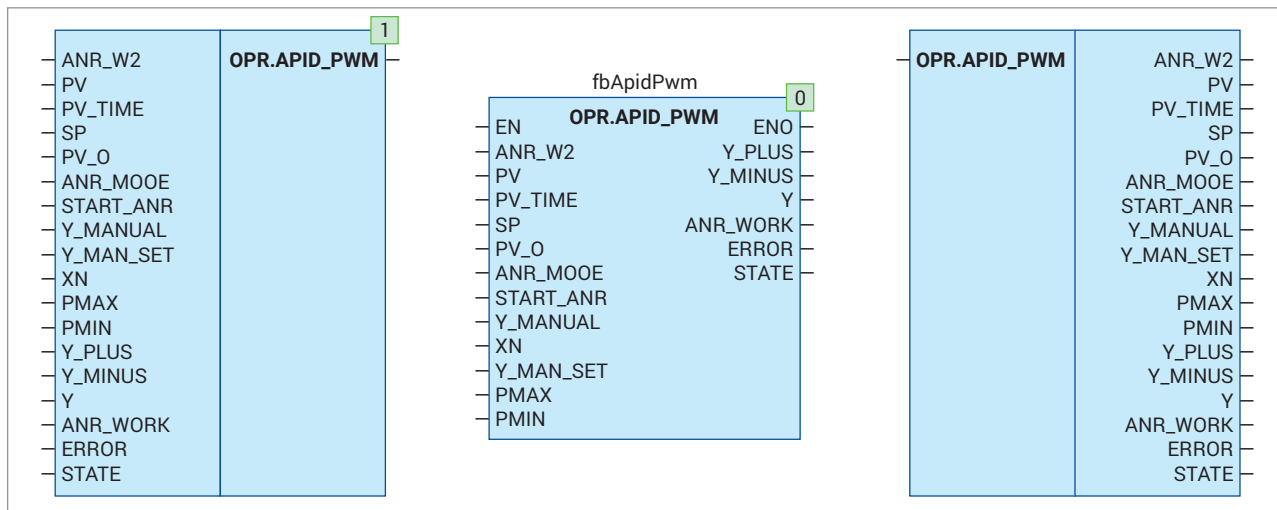 1
ANR_W2 OPR.APID_PWM
PV
PV_TIME
SP
PV_O
ANR_MOOE
START_ANR
Y_MANUAL
Y_MAN_SET
XN
PMAX
PMIN
Y_PLUS
Y_MINUS
Y
ANR_WORK
ERROR
STATE
fbApidPwm
0
OPR.APID_PWM
EN ENO
ANR_W2 Y_PLUS
PV Y_MINUS
PV_TIME Y
SP ANR_WORK
PV_O ERROR
ANR_MOOE STATE
START_ANR
Y_MANUAL
XN
Y_MAN_SET
PMAX
PMIN
OPR.APID_PWM ANR_W2
PV
PV_TIME
SP
PV_O
ANR_MOOE
START_ANR
Y_MANUAL
Y_MAN_SET
XN
PMAX
PMIN
Y_PLUS
Y_MINUS
Y
ANR_WORK
ERROR
STATE